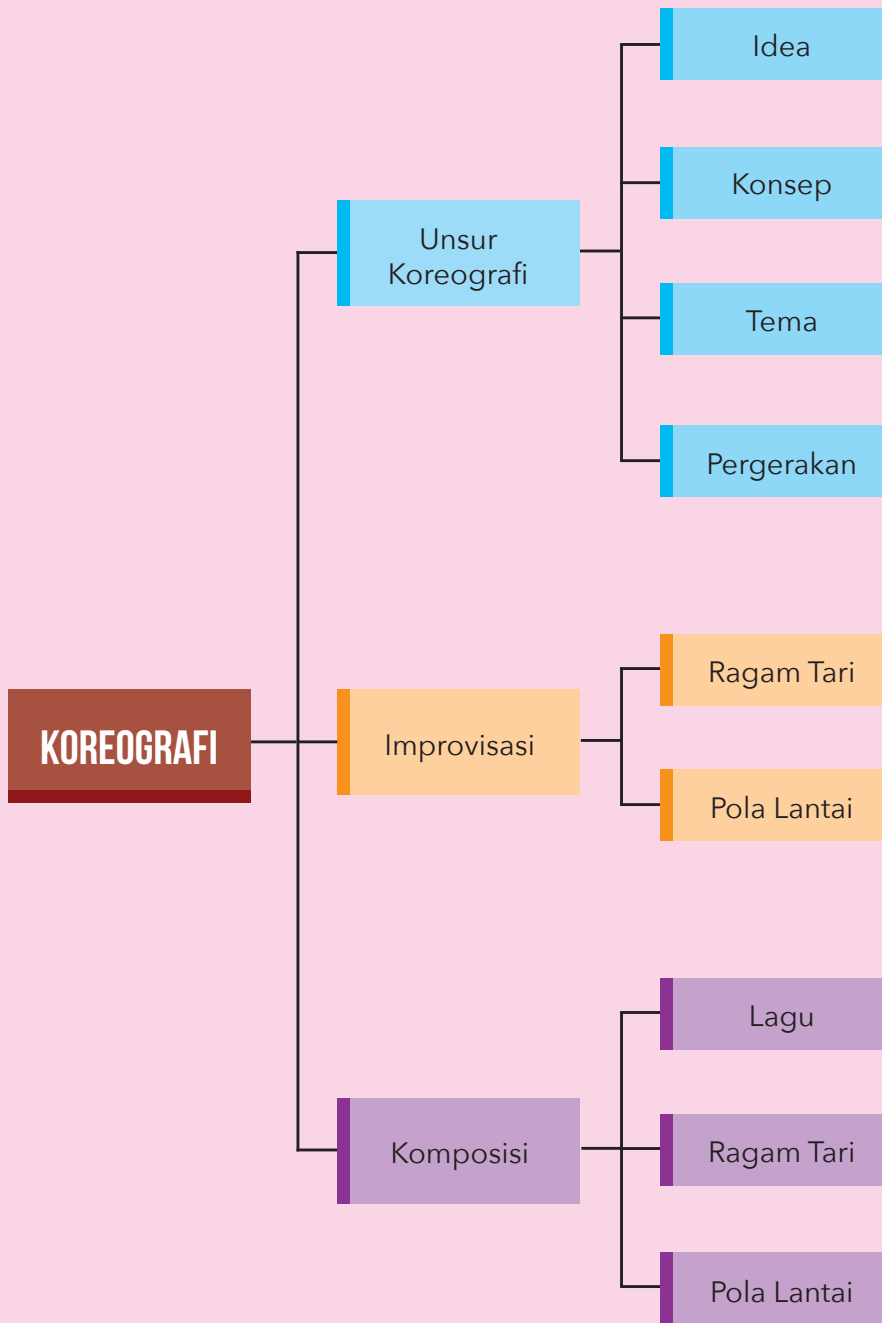 KOREOGRAFI
Unsur
Koreografi
Idea
Konsep
Tema
Pergerakan
Improvisasi
Ragam Tari
Pola Lantai
Komposisi
Lagu
Ragam Tari
Pola Lantai